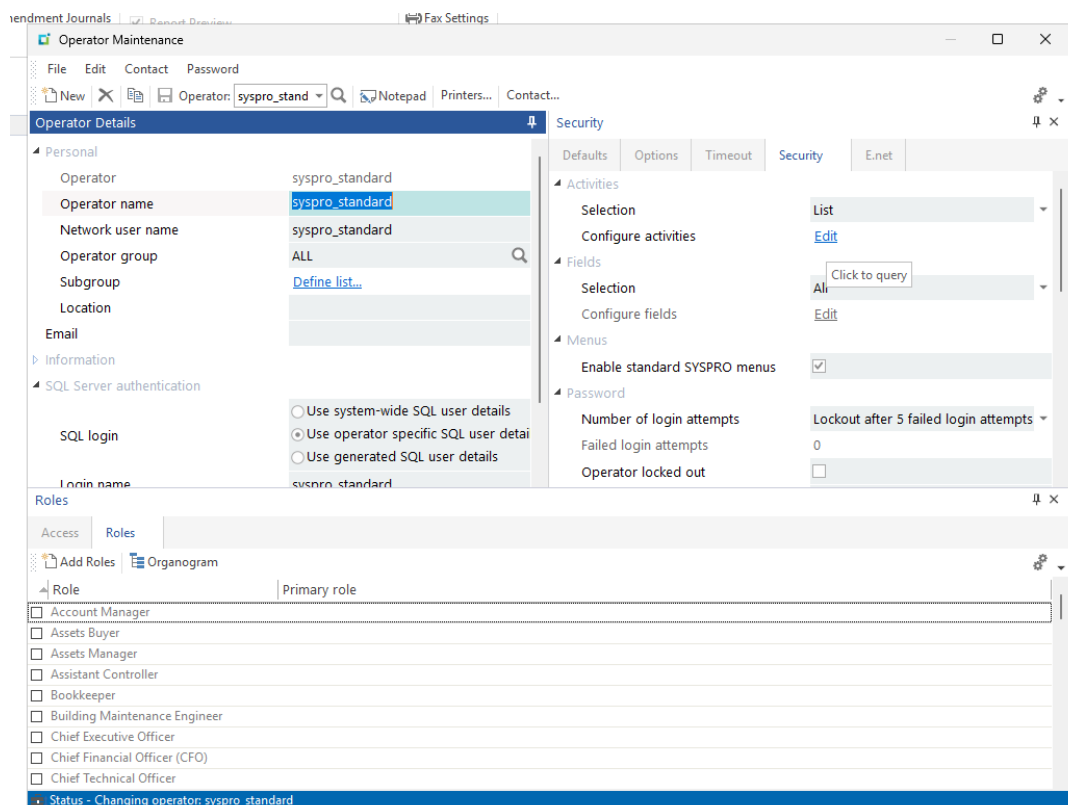 nendment Journals Report Preview Fax Settings
Operator Maintenance
File Edit Contact Password
New Operator: syspro_stand Notepad Printers... Contact...
Operator Details
Personal
Operator syspro_standard
Operator name syspro_standard
Network user name syspro_standard
Operator group ALL
Subgroup Define list...
Location
Email
Information
SQL Server authentication
SQL login
Use system-wide SQL user details
Use operator specific SQL user detai
Use generated SQL user details
Login name syspro_standard
Security
Defaults Options Timeout Security E.net
Activities
Selection List
Configure activities Edit
Fields
Click to query
Selection All
Configure fields Edit
Menus
Enable standard SYSPRO menus
Password
Number of login attempts Lockout after 5 failed login attempts
Failed login attempts 0
Operator locked out
Roles
Access Roles
Add Roles Organogram
Role Primary role
Account Manager
Assets Buyer
Assets Manager
Assistant Controller
Bookkeeper
Building Maintenance Engineer
Chief Executive Officer
Chief Financial Officer (CFO)
Chief Technical Officer
Status - Changing operator: syspro_standard